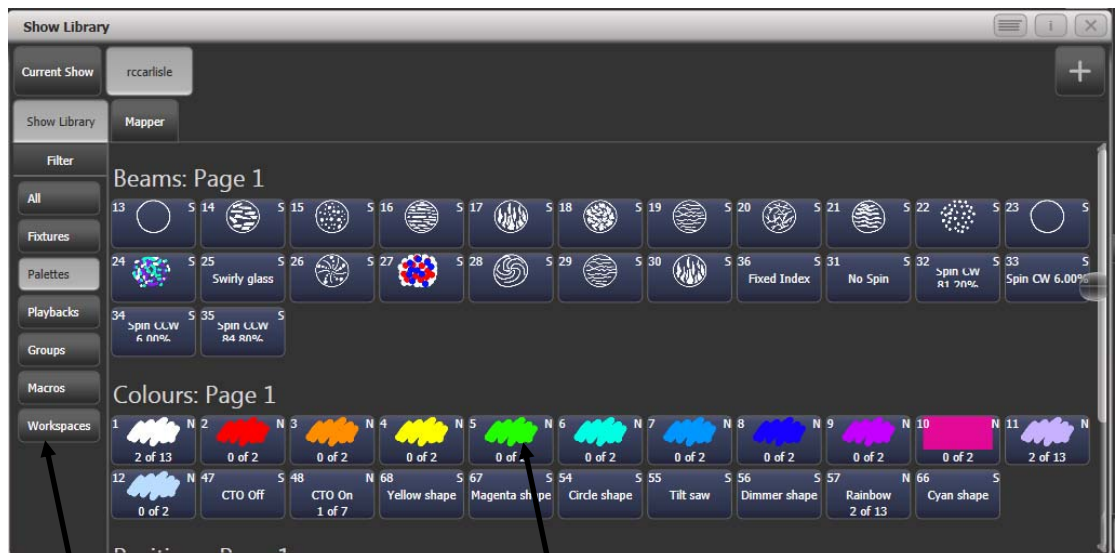 Show Library
i
Current Show
rccarlisle
+
Show Library
Mapper
Filter
All
Fixtures
Palettes
Playbacks
Groups
Macros
Workspaces
Beams: Page 1
13 S 14 S 15 S 16 S 17 S 18 S 19 S 20 S 21 S 22 S 23 S
24 S 25 S 26 S 27 S 28 S 29 S 30 S 36 S 31 S 32 S 33 S
Swirly glass Fixed Index No Spin Spin CW 81.20% Spin CW 6.00%
34 S 35 S
Spin CCW 6.00% Spin CCW 84.80%
Colours: Page 1
1 N 2 N 3 N 4 N 5 N 6 N 7 N 8 N 9 N 10 N 11 N
2 of 13 0 of 2 0 of 2 0 of 2 0 of 2 0 of 2 0 of 2 0 of 2 0 of 2 2 of 13
12 N 47 S 48 N 68 S 67 S 54 S 55 S 56 S 57 N 66 S
0 of 2 CTO Off CTO On 1 of 7 Yellow shape Magenta shape Circle shape Tilt saw Dimmer shape Rainbow 2 of 13 Cyan shape